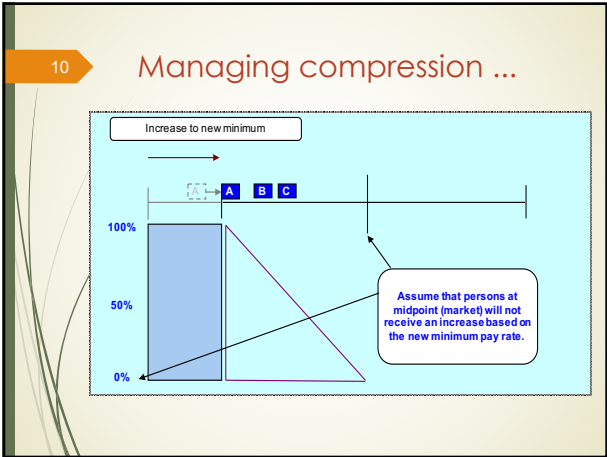 10
Managing compression ...
Increase to new minimum
A
A
B
C
100%
50%
0%
Assume that persons at
midpoint (market) will not
receive an increase based on
the new minimum pay rate.